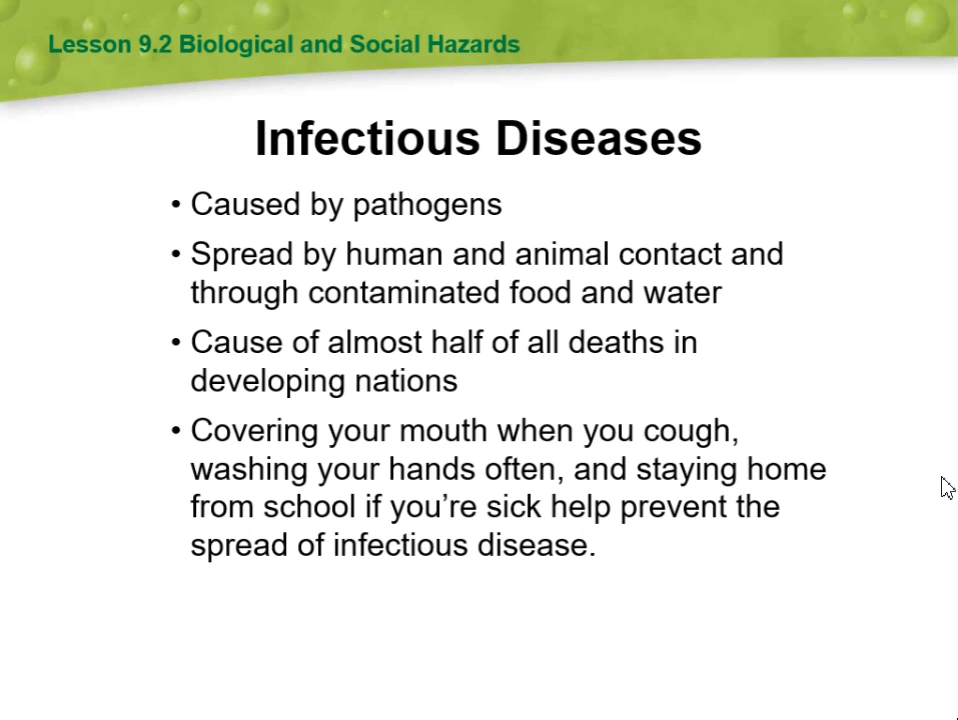 Lesson 9.2 Biological and Social Hazards
Infectious Diseases
• Caused by pathogens
• Spread by human and animal contact and
through contaminated food and water
• Cause of almost half of all deaths in
developing nations
• Covering your mouth when you cough,
washing your hands often, and staying home
from school if you’re sick help prevent the
spread of infectious disease.